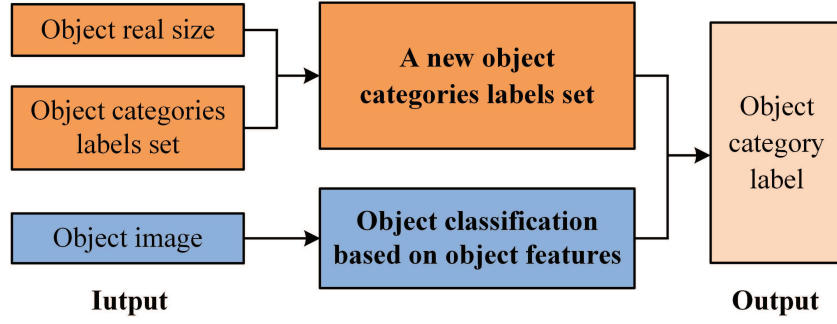 Object real size
Object categories
labels set
Object image
A new object
categories labels set
Object classification
based on object features
Object
category
label
Iutput
Output